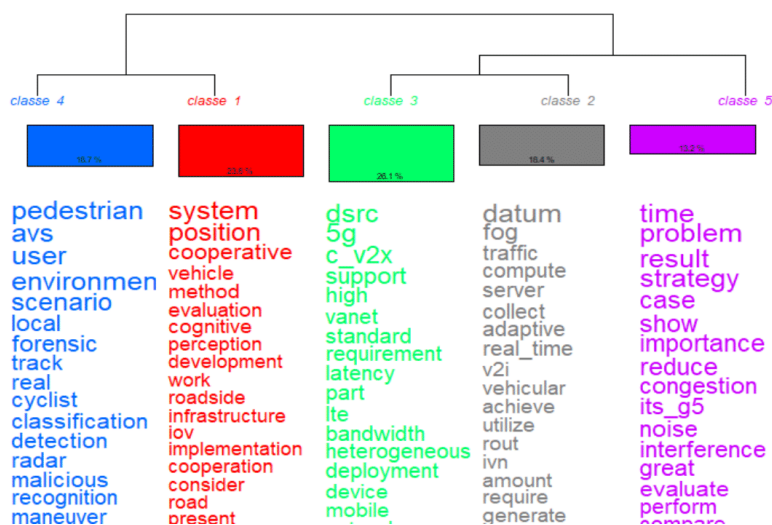 classe 4
classe 1
classe 3
classe 2
classe 5
18.7 %
23.5 %
26.1 %
18.4 %
13.2 %
pedestrian
avs
user
environmen
scenario
local
forensic
track
real
cyclist
classification
detection
radar
malicious
recognition
maneuver
system
position
cooperative
vehicle
method
evaluation
cognitive
perception
development
work
roadside
infrastructure
iov
implementation
cooperation
consider
road
present
dsrc
5g
c_v2x
support
high
vanet
standard
requirement
latency
part
lte
bandwidth
heterogeneous
deployment
device
mobile
datum
fog
traffic
compute
server
collect
adaptive
real_time
v2i
vehicular
achieve
utilize
rout
ivn
amount
require
generate
time
problem
result
strategy
case
show
importance
reduce
congestion
its_g5
noise
interference
great
evaluate
perform
compare